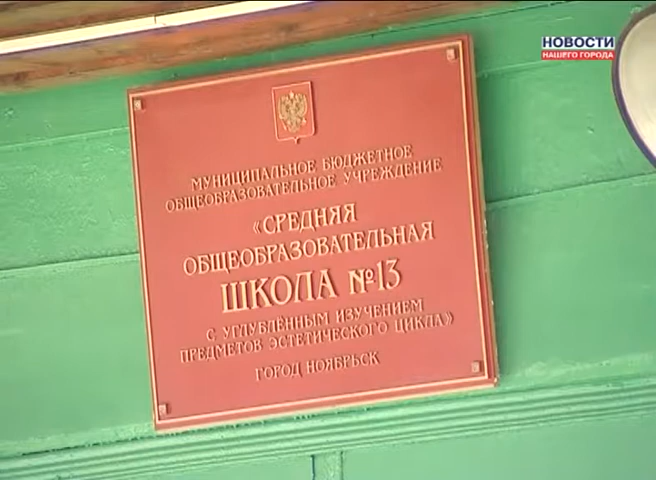 НОВОСТИ
НАШЕГО ГОРОДА
МУНИЦИПАЛЬНОЕ БЮДЖЕТНОЕ
ОБЩЕОБРАЗОВАТЕЛЬНОЕ УЧРЕЖДЕНИЕ
«СРЕДНЯЯ
ОБЩЕОБРАЗОВАТЕЛЬНАЯ
ШКОЛА №13
С УГЛУБЛЁННЫМ ИЗУЧЕНИЕМ
ПРЕДМЕТОВ ЭСТЕТИЧЕСКОГО ЦИКЛА»
ГОРОД НОЯБРЬСК